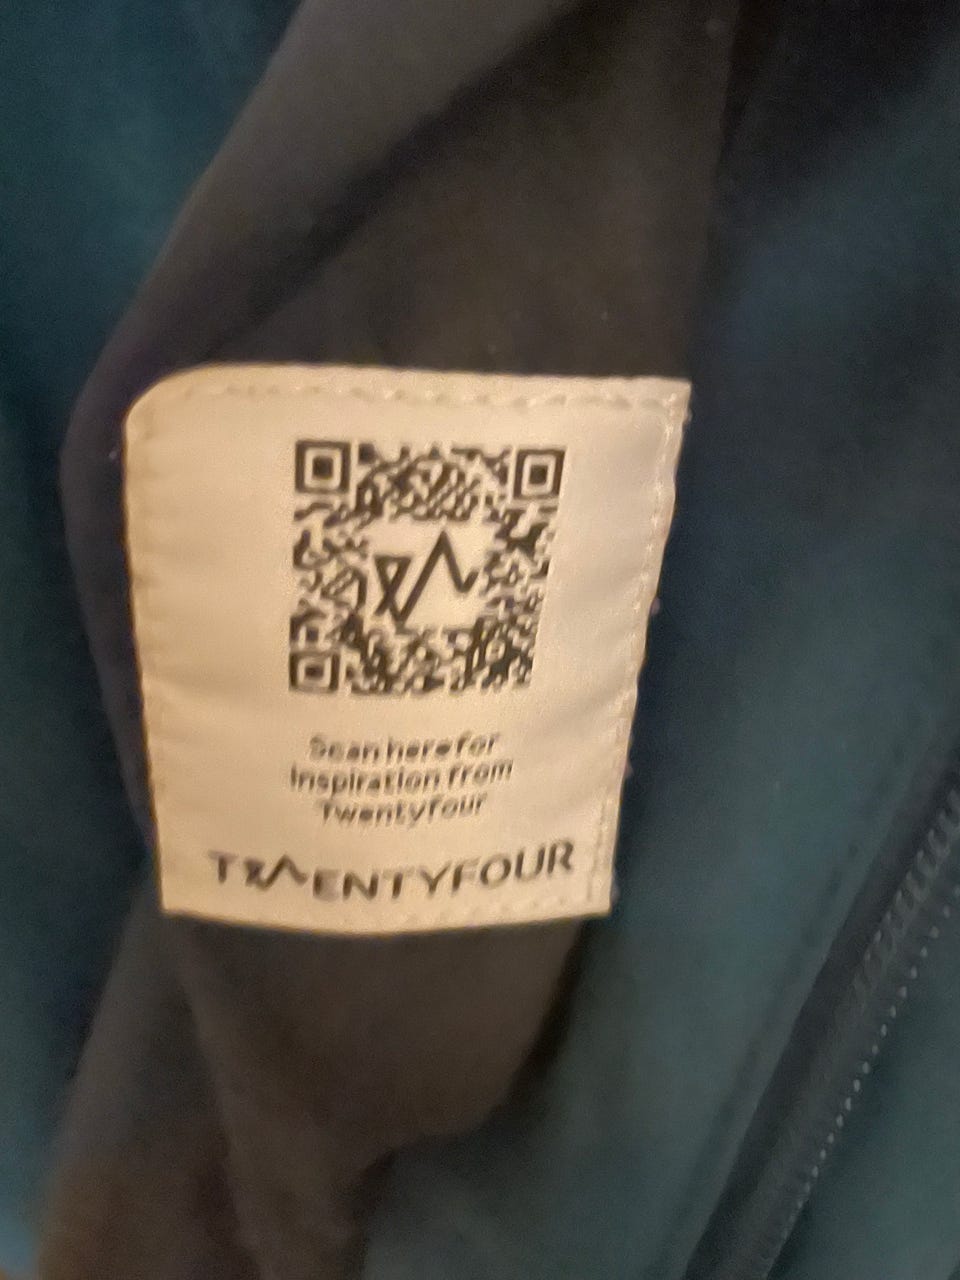 Scan here for
inspiration from
Twentyfour
TWENTYFOUR